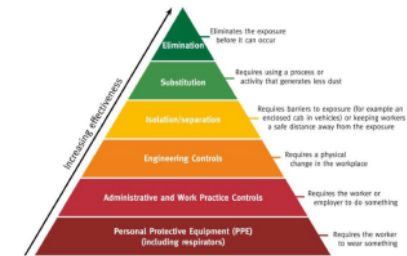 Increasing effectiveness
Elimination
Eliminates the exposure
before it can occur
Substitution
Requires using a process or
activity that generates less dust
Isolation/separation
Requires barriers to exposure (for example an
enclosed cab in vehicles) or keeping workers
a safe distance away from the exposure
Engineering Controls
Requires a physical
change in the workplace
Administrative and Work Practice Controls
Requires the worker or
employer to do something
Personal Protective Equipment (PPE)
(including respirators)
Requires the worker
to wear something